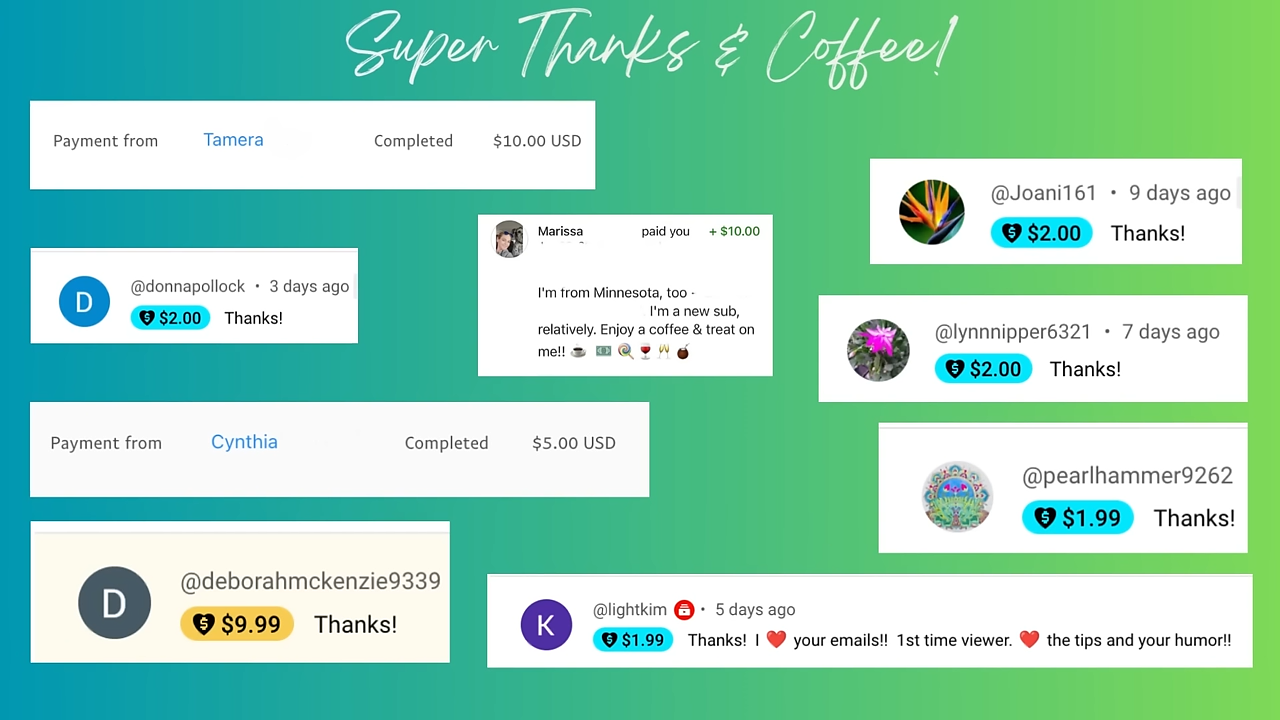 Super Thanks & Coffee!
Payment from Tamera Completed $10.00 USD
@donnapollock • 3 days ago
$2.00 Thanks!
Payment from Cynthia Completed $5.00 USD
@deborahmckenzie9339
$9.99 Thanks!
Marissa paid you + $10.00
I'm from Minnesota, too -
I'm a new sub,
relatively. Enjoy a coffee & treat on
me!! ☕ 💵 🍭 🍷 🥂 🥥
@Joani161 • 9 days ago
$2.00 Thanks!
@lynnnipper6321 • 7 days ago
$2.00 Thanks!
@pearlhammer9262
$1.99 Thanks!
D
D
K
@lightkim • 5 days ago
$1.99 Thanks! I ❤️ your emails!! 1st time viewer. ❤️ the tips and your humor!!